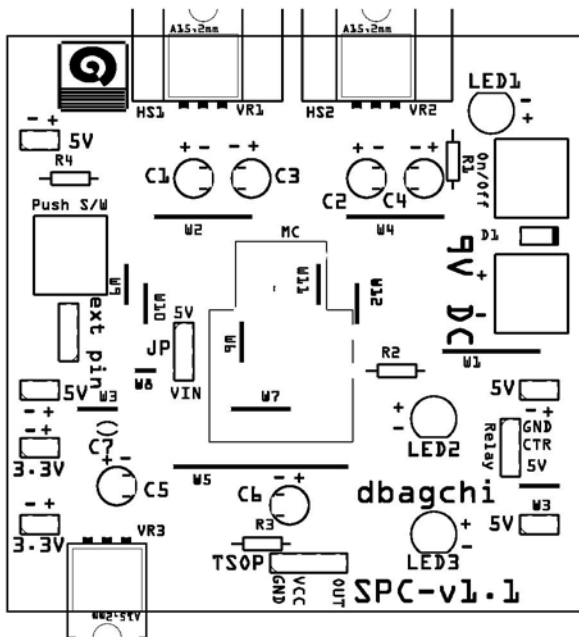 A15,2mm
A15,2mm
HS1
VR1
HS2
VR2
LED1
- +
- +
5V
R4
C1
+ -
- +
C3
+ -
- +
C2
C4
R1
On/Off
Push S/W
W2
W4
MC
D1
9V
+
-
DC
W9
W10
W11
W12
ext pin
5V
JP
VIN
W6
W8
W7
R2
W1
5V
- +
W3
5V
- +
+
-
LED2
Relay
GND
CTR
5V
3.3V
C7
+ -
C5
W5
- +
C6
dbagchi
W3
- +
3.3V
VR3
R3
TSOP
GND
VCC
OUT
+
-
LED3
5V
A15,2mm
SPC-v1.1